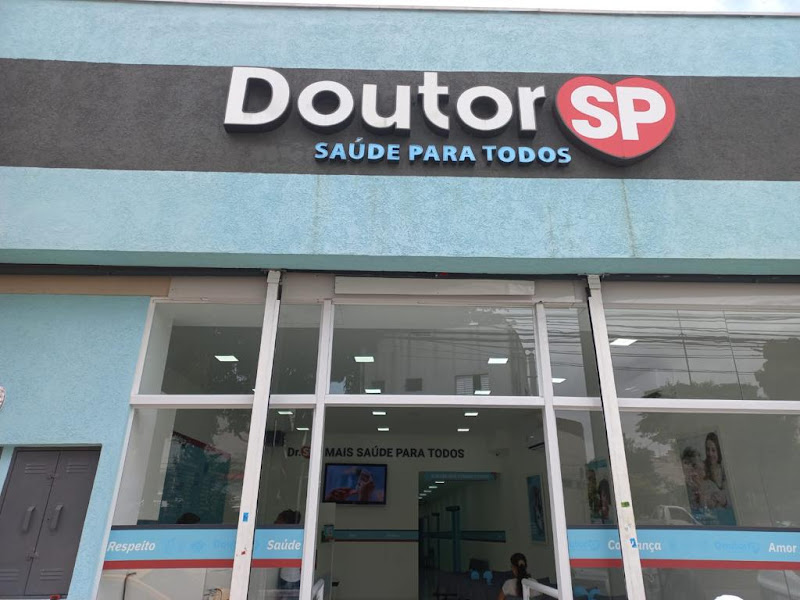 Doutor SP
SAÚDE PARA TODOS
Dr.S MAIS SAÚDE PARA TODOS
Respeito
Saúde
Confiança
Amor